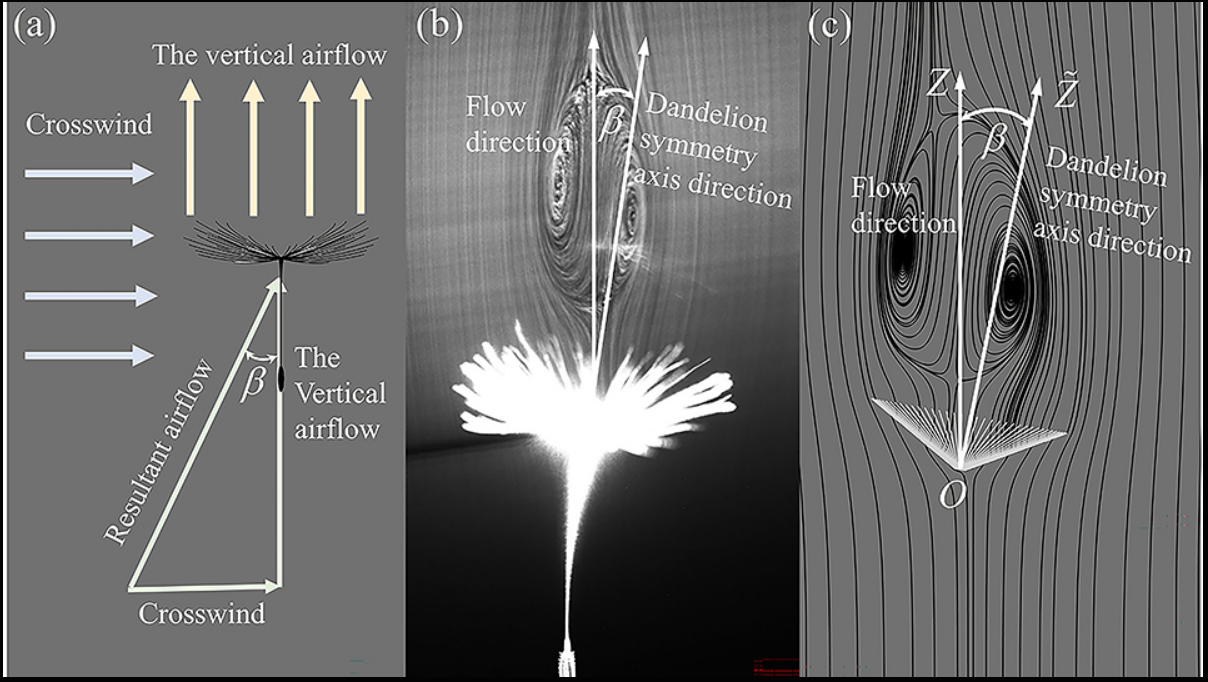 (a)
The vertical airflow
Crosswind
The
Vertical
airflow
β
Resultant airflow
Crosswind
(b)
Flow
direction
β
Dandelion
symmetry
axis direction
(c)
Z
Z̃
β
Flow
direction
Dandelion
symmetry
axis direction
O